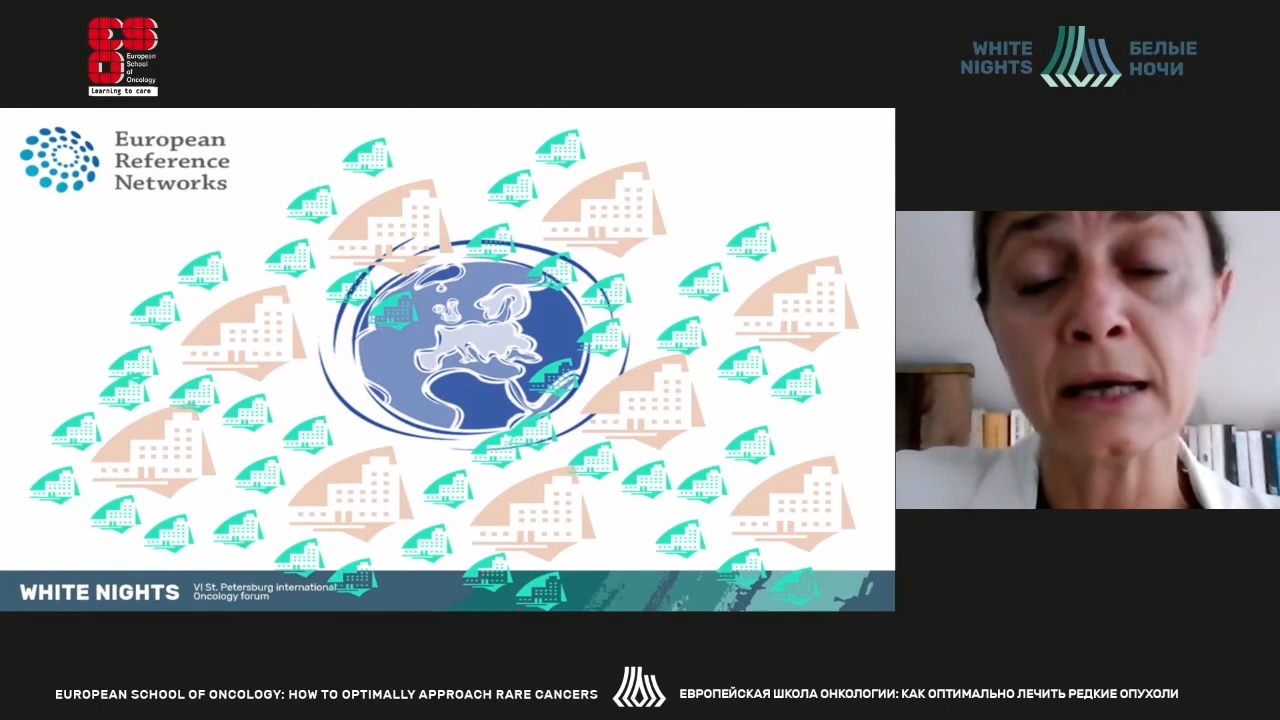 European
School
of
Oncology
Learning to care
WHITE
NIGHTS
БЕЛЫЕ
НОЧИ
European
Reference
Networks
WHITE NIGHTS
VI St. Petersburg international
Oncology forum
EUROPEAN SCHOOL OF ONCOLOGY: HOW TO OPTIMALLY APPROACH RARE CANCERS
ЕВРОПЕЙСКАЯ ШКОЛА ОНКОЛОГИИ: КАК ОПТИМАЛЬНО ЛЕЧИТЬ РЕДКИЕ ОПУХОЛИ